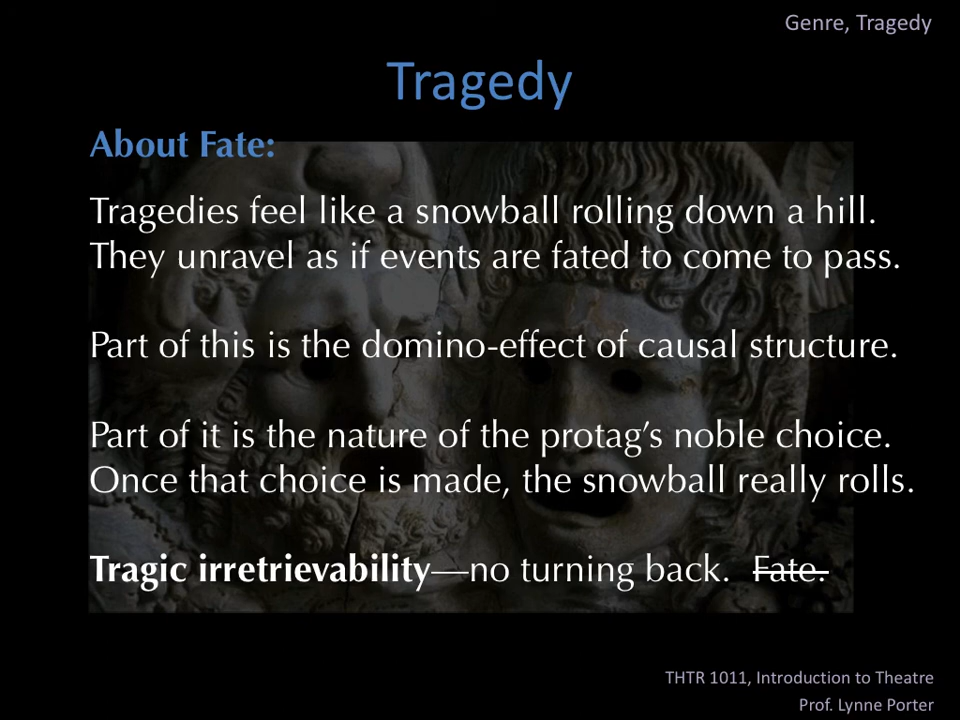 Genre, Tragedy
Tragedy
About Fate:
Tragedies feel like a snowball rolling down a hill.
They unravel as if events are fated to come to pass.
Part of this is the domino-effect of causal structure.
Part of it is the nature of the protag’s noble choice.
Once that choice is made, the snowball really rolls.
Tragic irretrievability—no turning back. Fate.
THTR 1011, Introduction to Theatre
Prof. Lynne Porter